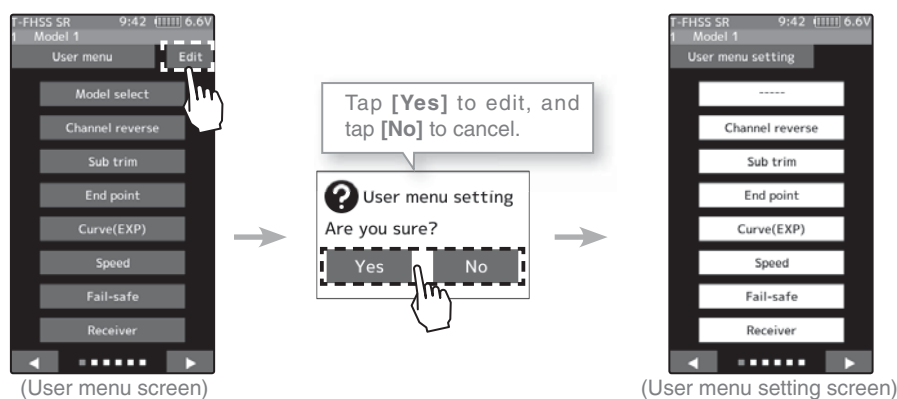 T-FHSS SR 9:42 6.6V
1 Model 1
User menu Edit
Model select
Channel reverse
Sub trim
End point
Curve(EXP)
Speed
Fail-safe
Receiver
(User menu screen)
Tap [Yes] to edit, and
tap [No] to cancel.
? User menu setting
Are you sure?
Yes No
T-FHSS SR 9:42 6.6V
1 Model 1
User menu setting
-----
Channel reverse
Sub trim
End point
Curve(EXP)
Speed
Fail-safe
Receiver
(User menu setting screen)